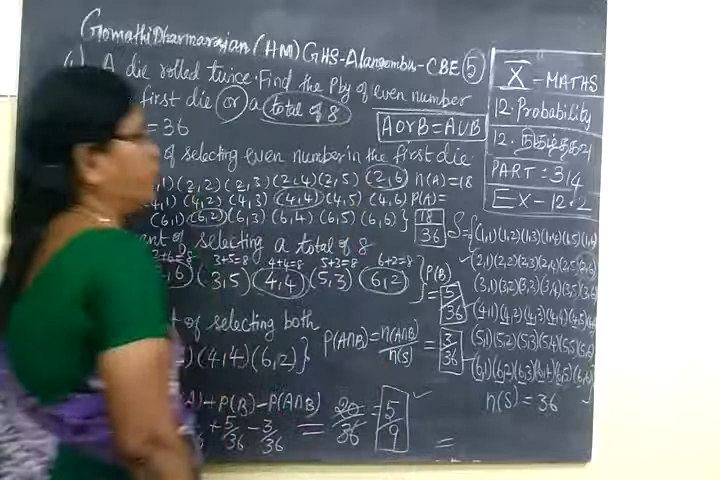 Gomathi Dharmarajan (HM) GHS-Alangombu-CBE 5
A die rolled twice. Find the Pby of even number
first die or a total of 8
= 36
AorB = A∪B
of selecting even number in the first die
,1) (2,2) (2,3) (2,4) (2,5) (2,6) n(A)=18
4,1) (4,2) (4,3) (4,4) (4,5) (4,6) P(A)=
(6,1) (6,2) (6,3) (6,4) (6,5) (6,6) } 18/36
nt of selecting a total of 8
2+6=8 3+5=8 4+4=8 5+3=8 6+2=8
,6) (3,5) (4,4) (5,3) (6,2) } P(B) = 5/36
t of selecting both
P(A∩B) = n(A∩B)/n(S) = 3/36
) (4,4) (6,2) }
A) + P(B) - P(A∩B)
+ 5/36 - 3/36 = 20/36 = 5/9
=
X - MATHS
12. Probability
12. நிகழ்தகவு
PART : 314
EX - 12.2
S = {(1,1) (1,2) (1,3) (1,4) (1,5) (1,6)
(2,1) (2,2) (2,3) (2,4) (2,5) (2,6)
(3,1) (3,2) (3,3) (3,4) (3,5) (3,6)
(4,1) (4,2) (4,3) (4,4) (4,5) (4,6)
(5,1) (5,2) (5,3) (5,4) (5,5) (5,6)
(6,1) (6,2) (6,3) (6,4) (6,5) (6,6) }
n(S) = 36